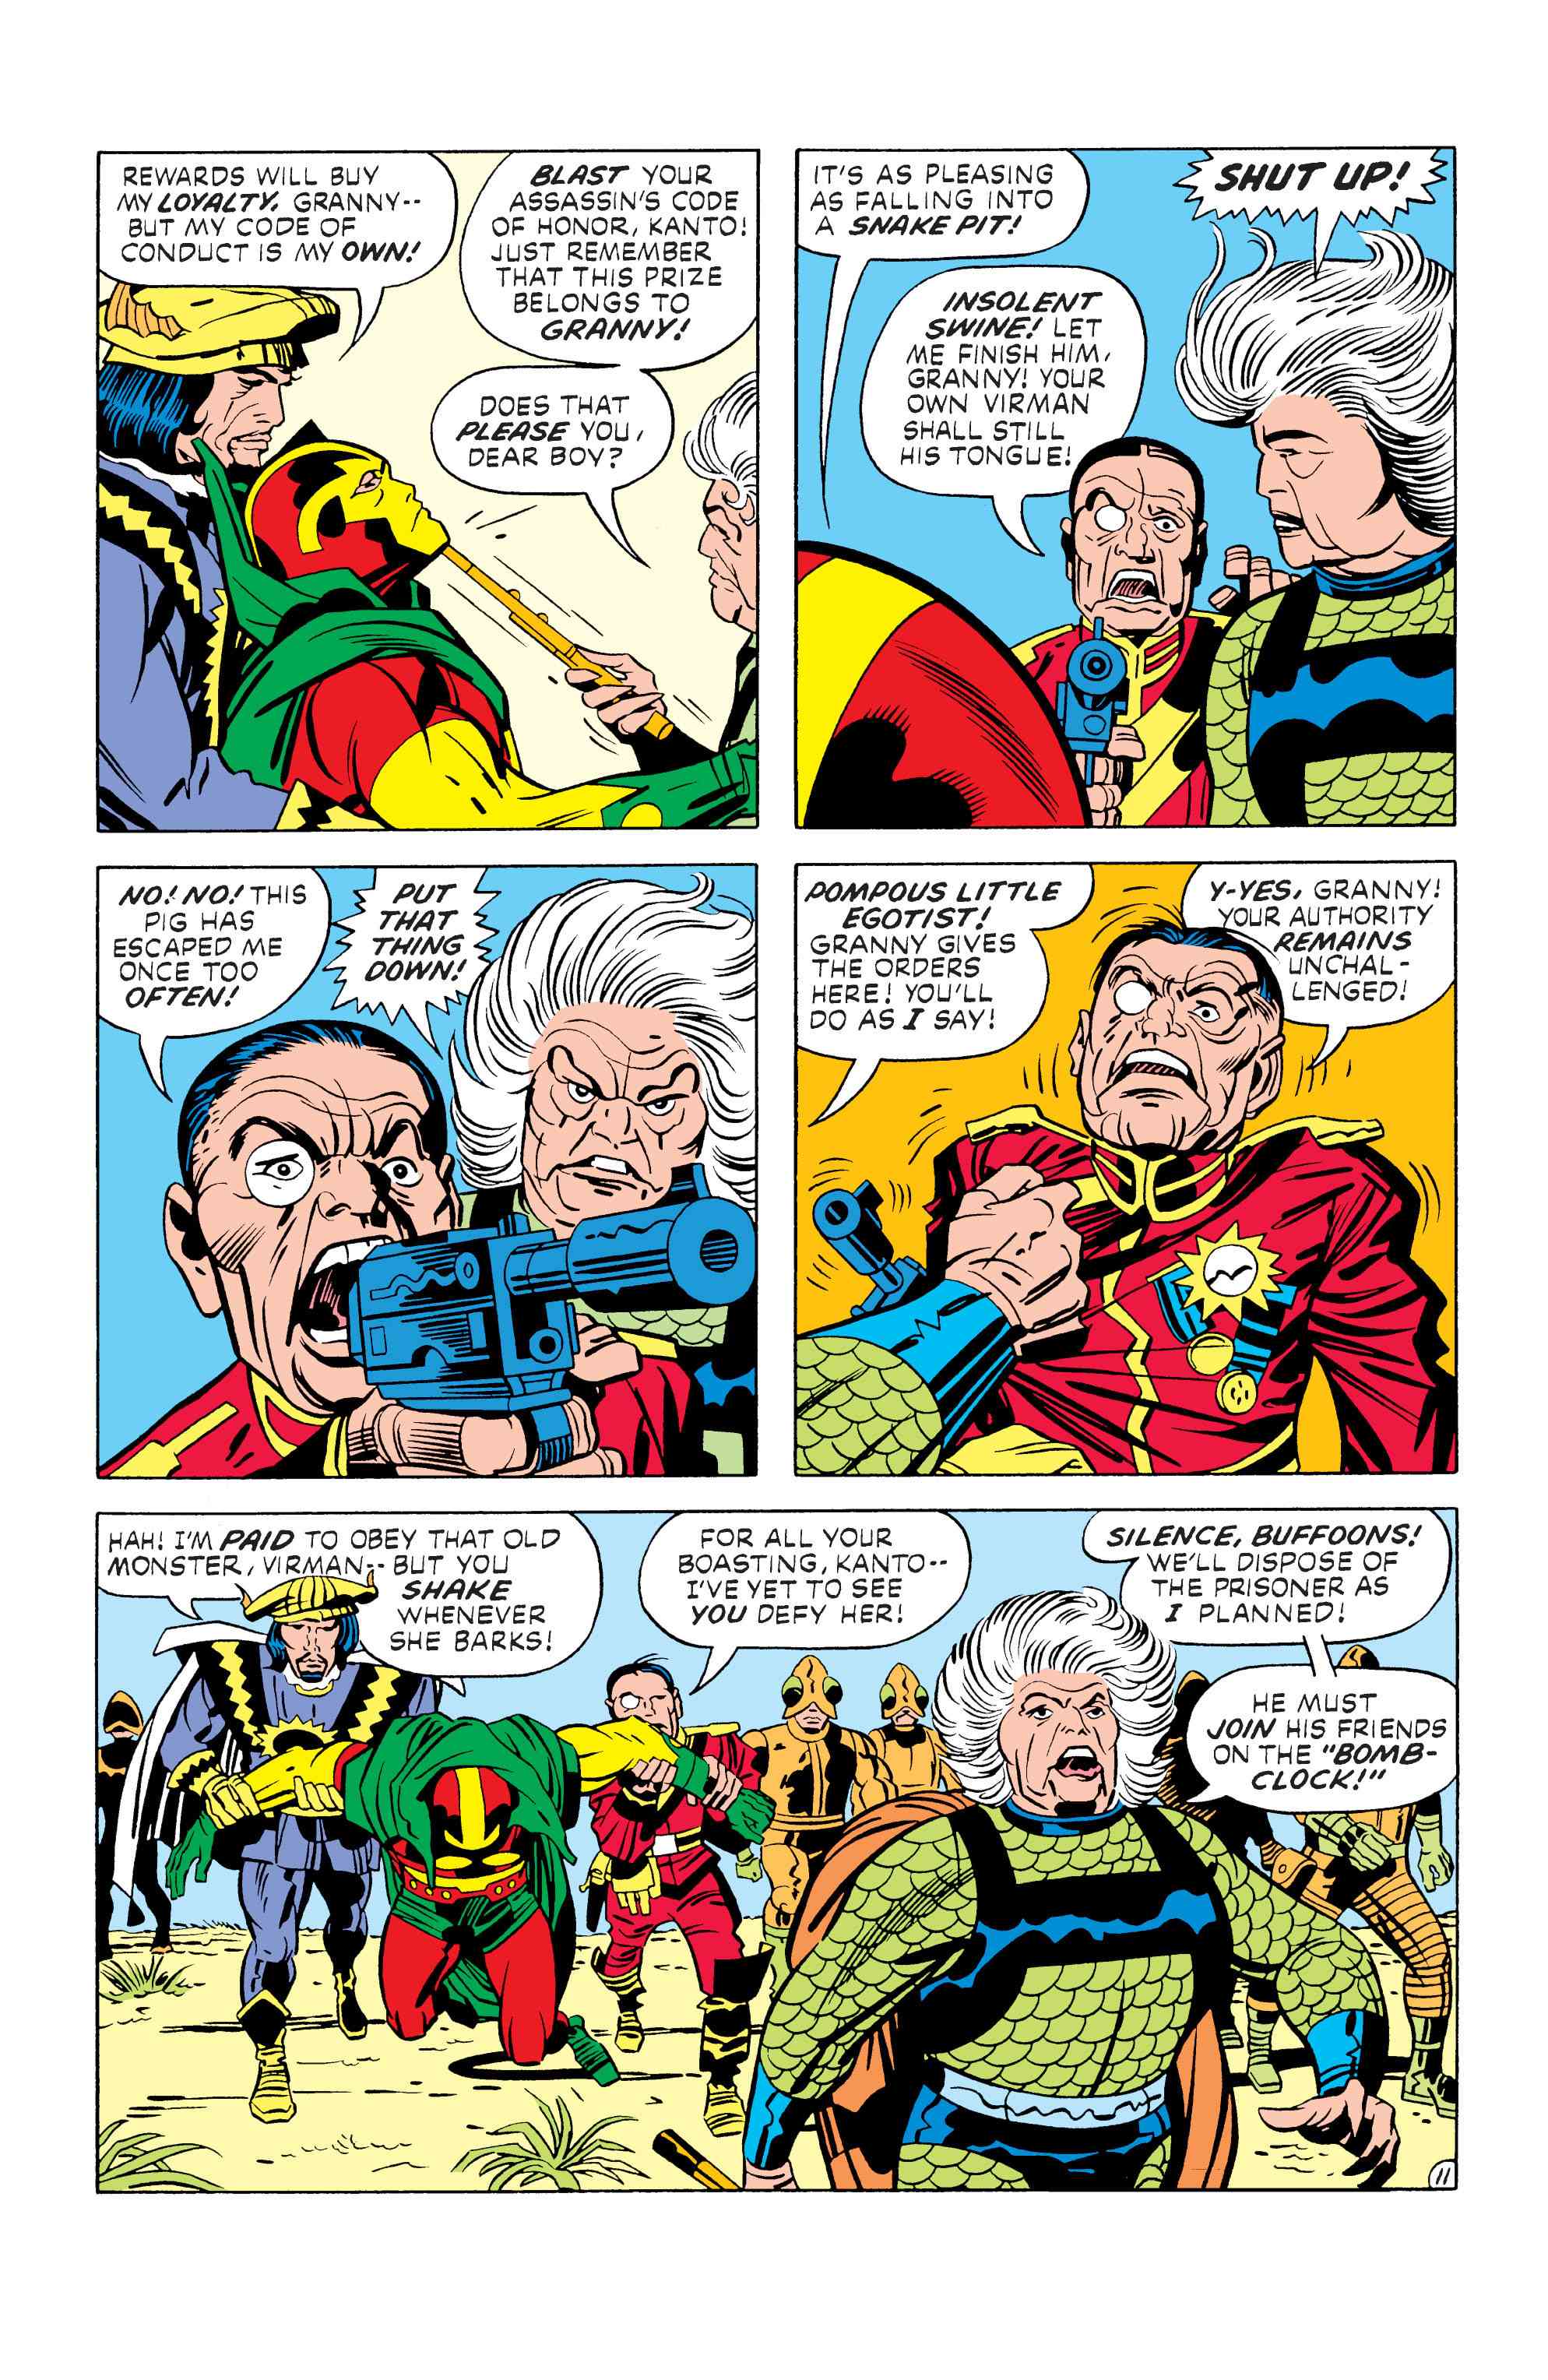 REWARDS WILL BUY
MY LOYALTY, GRANNY--
BUT MY CODE OF
CONDUCT IS MY OWN!
BLAST YOUR
ASSASSIN'S CODE
OF HONOR, KANTO!
JUST REMEMBER
THAT THIS PRIZE
BELONGS TO
GRANNY!
DOES THAT
PLEASE YOU,
DEAR BOY?
IT'S AS PLEASING
AS FALLING INTO
A SNAKE PIT!
INSOLENT
SWINE! LET
ME FINISH HIM,
GRANNY! YOUR
OWN VIRMAN
SHALL STILL
HIS TONGUE!
SHUT UP!
NO! NO! THIS
PIG HAS
ESCAPED ME
ONCE TOO
OFTEN!
PUT
THAT
THING
DOWN!
POMPOUS LITTLE
EGOTIST!
GRANNY GIVES
THE ORDERS
HERE! YOU'LL
DO AS I SAY!
Y-YES, GRANNY!
YOUR AUTHORITY
REMAINS
UNCHAL-
LENGED!
HAH! I'M PAID TO OBEY THAT OLD
MONSTER, VIRMAN-- BUT YOU
SHAKE
WHENEVER
SHE BARKS!
FOR ALL YOUR
BOASTING, KANTO--
I'VE YET TO SEE
YOU DEFY HER!
SILENCE, BUFFOONS!
WE'LL DISPOSE OF
THE PRISONER AS
I PLANNED!
HE MUST
JOIN HIS FRIENDS
ON THE "BOMB-
CLOCK!"
11